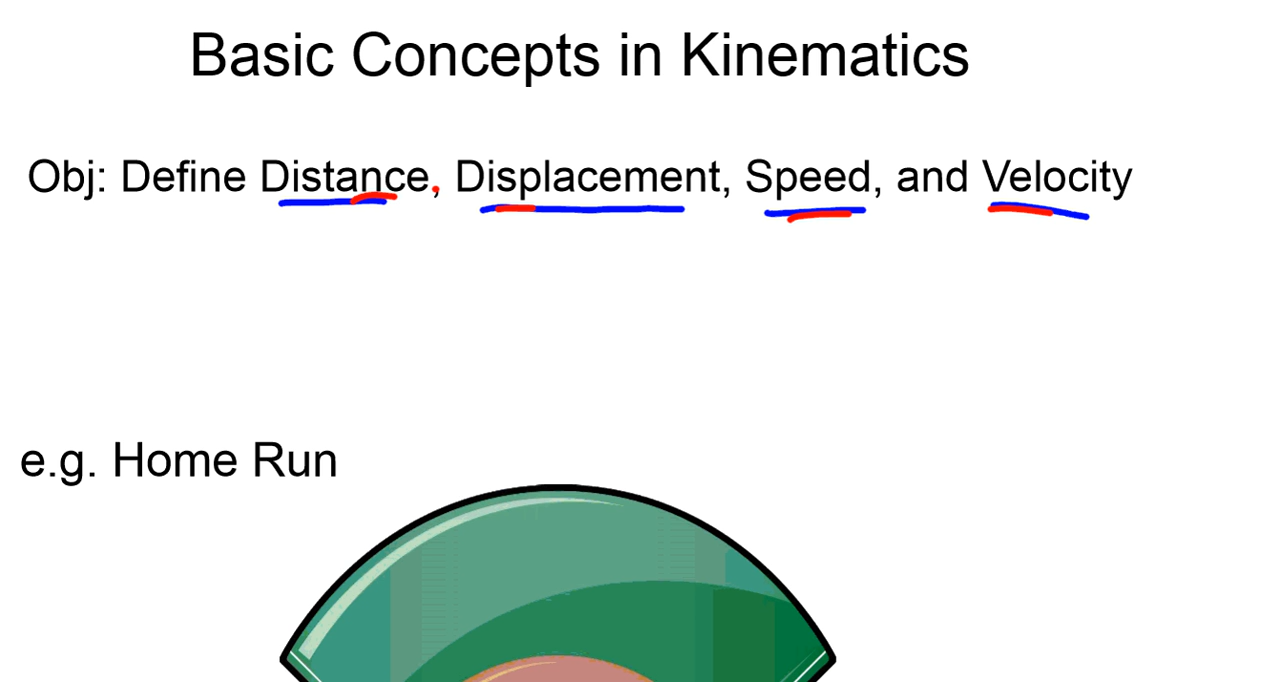 Basic Concepts in Kinematics
Obj: Define Distance, Displacement, Speed, and Velocity
e.g. Home Run